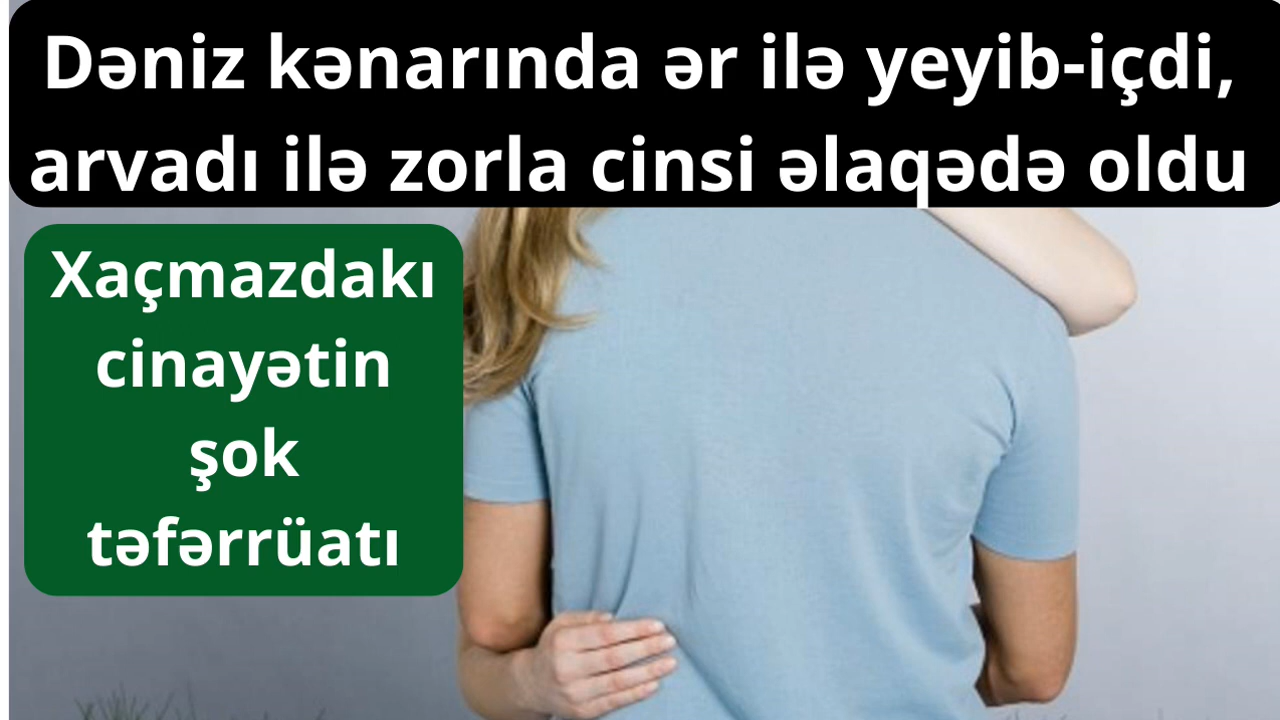 Dəniz kənarında ər ilə yeyib-içdi,
arvadı ilə zorla cinsi əlaqədə oldu
Xaçmazdakı
cinayətin
şok
təfərrüatı